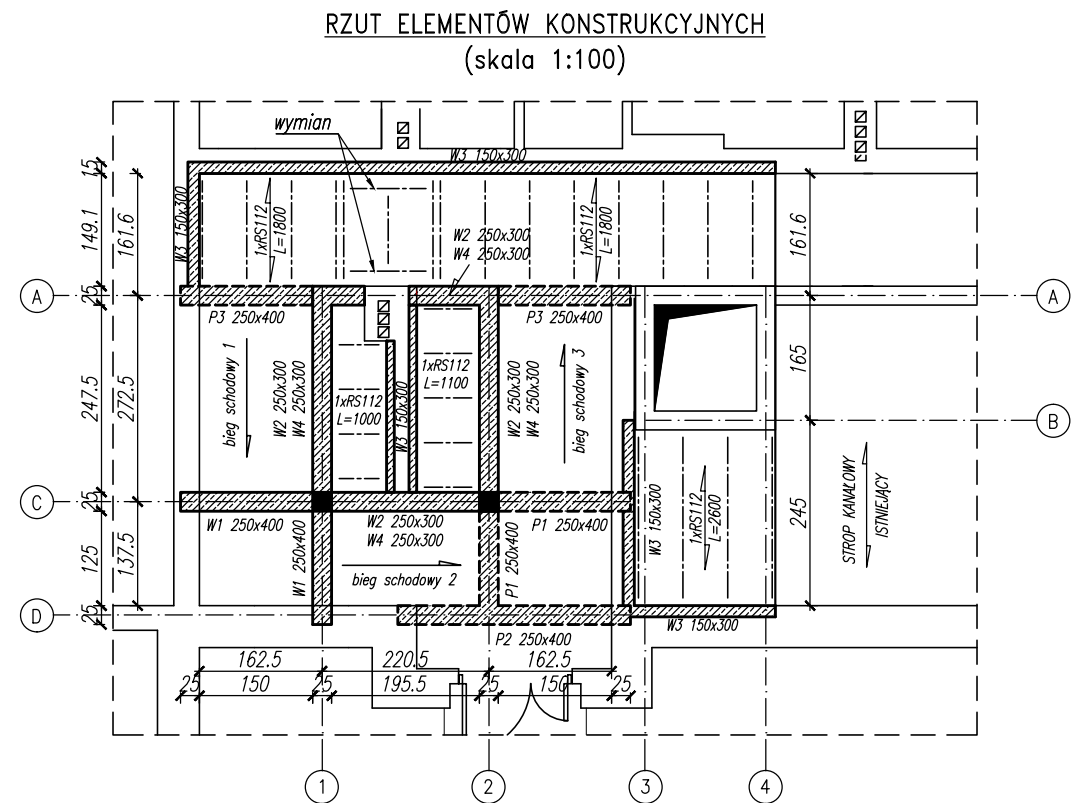 RZUT ELEMENTÓW KONSTRUKCYJNYCH
(skala 1:100)
wymian
W3 150x300
15
149.1
161.6
W3 150x300
1xRS112
L=1800
W2 250x300
W4 250x300
1xRS112
L=1800
161.6
A
25
P3 250x400
P3 250x400
A
247.5
272.5
bieg schodowy 1
W2 250x300
W4 250x300
1xRS112
L=1000
W3 150x300
1xRS112
L=1100
W2 250x300
W4 250x300
bieg schodowy 3
165
B
C
25
W1 250x400
W2 250x300
W4 250x300
P1 250x400
125
137.5
W1 250x400
bieg schodowy 2
P1 250x400
W3 150x300
1xRS112
L=2600
245
STROP KANAŁOWY
ISTNIEJĄCY
D
25
P2 250x400
W3 150x300
162.5
220.5
162.5
25
150
25
195.5
25
150
25
1
2
3
4